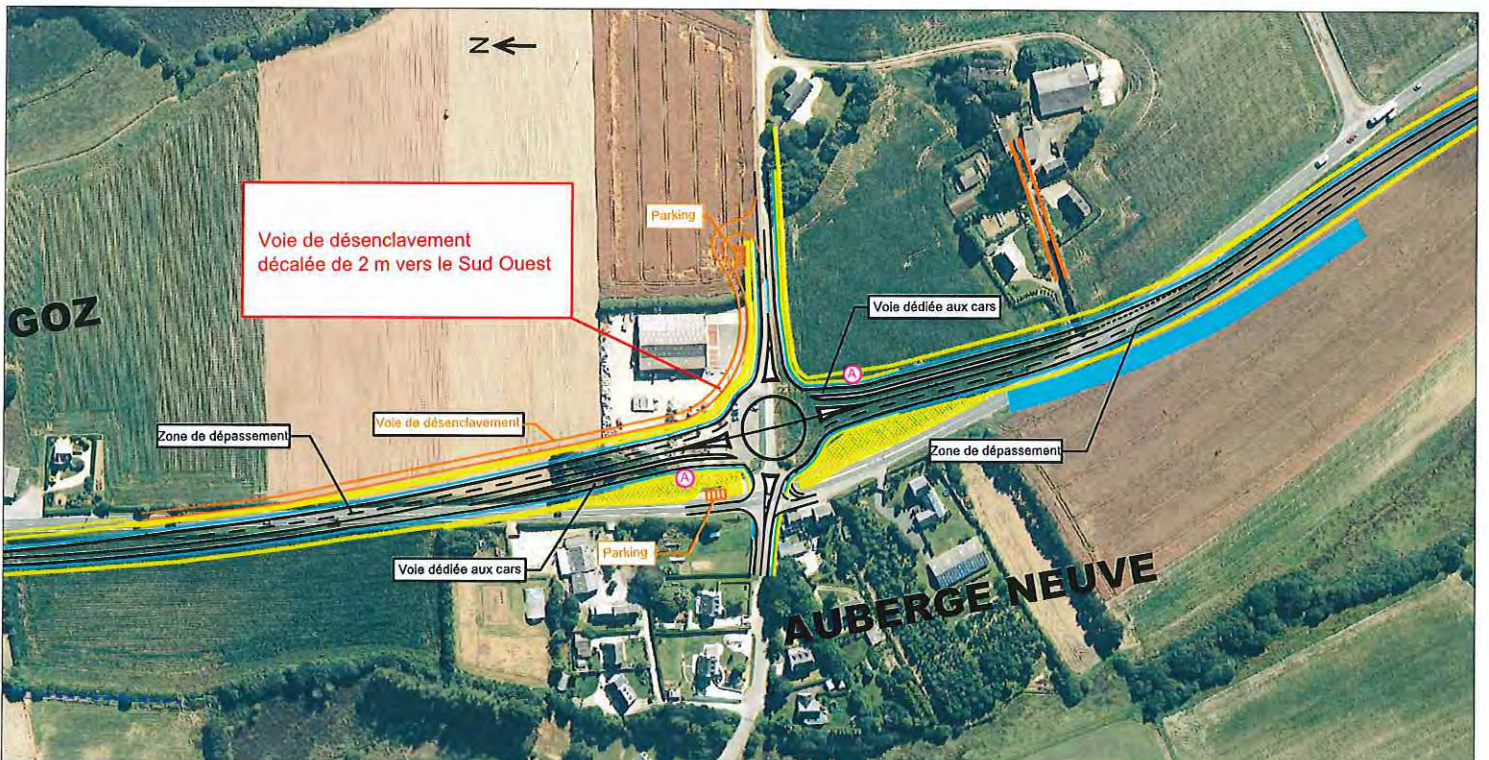 N
Voie de désenclavement
décalée de 2 m vers le Sud Ouest
Parking
GOZ
Voie dédiée aux cars
A
Voie de désenclavement
Zone de dépassement
Zone de dépassement
A
Parking
Voie dédiée aux cars
AUBERGE NEUVE